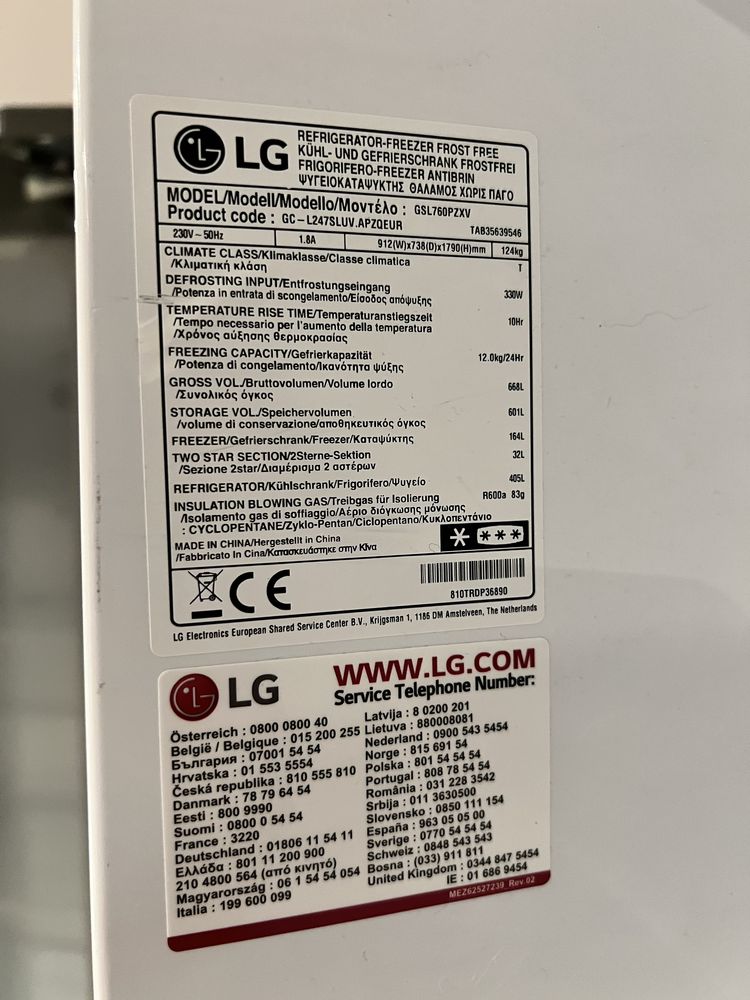 LG
REFRIGERATOR-FREEZER FROST FREE
KÜHL- UND GEFRIERSCHRANK FROSTFREI
FRIGORIFERO-FREEZER ANTIBRIN
ΨΥΓΕΙΟΚΑΤΑΨΥΚΤΗΣ ΘΑΛΑΜΟΣ ΧΩΡΙΣ ΠΑΓΟ
MODEL/Modell/Modello/Μοντέλο : GSL760PZXV
Product code : GC-L247SLUV.APZQEUR TAB35639546
230V~50Hz 1.8A 912(W)x738(D)x1790(H)mm 124kg
CLIMATE CLASS/Klimaklasse/Classe climatica
/Κλιματική κλάση T
DEFROSTING INPUT/Entfrostungseingang
/Potenza in entrata di scongelamento/Είσοδος απόψυξης 330W
TEMPERATURE RISE TIME/Temperaturanstiegszeit
/Tempo necessario per l'aumento della temperatura 10Hr
/Χρόνος αύξησης θερμοκρασίας
FREEZING CAPACITY/Gefrierkapazität
/Potenza di congelamento/Ικανότητα ψύξης 12.0kg/24Hr
GROSS VOL./Bruttovolumen/Volume lordo
/Συνολικός όγκος 668L
STORAGE VOL./Speichervolumen
/volume di conservazione/αποθηκευτικός όγκος 601L
FREEZER/Gefrierschrank/Freezer/Καταψύκτης 164L
TWO STAR SECTION/2Sterne-Sektion
/Sezione 2star/Διαμέρισμα 2 αστέρων 32L
REFRIGERATOR/Kühlschrank/Frigorifero/Ψυγείο 405L
INSULATION BLOWING GAS/Treibgas für Isolierung R600a 83g
/Isolamento gas di soffiaggio/Αέριο διόγκωσης μόνωσης
: CYCLOPENTANE/Zyklo-Pentan/Ciclopentano/Κυκλοπεντάνιο
MADE IN CHINA/Hergestellt in China
/Fabbricato In Cina/Κατασκευάστηκε στην Κίνα
CE
810TRDP36890
LG Electronics European Shared Service Center B.V., Krijgsman 1, 1186 DM Amstelveen, The Netherlands
LG
WWW.LG.COM
Service Telephone Number:
Österreich : 0800 0800 40
België / Belgique : 015 200 255
България : 07001 54 54
Hrvatska : 01 553 5554
Česká republika : 810 555 810
Danmark : 78 79 64 54
Eesti : 800 9990
Suomi : 0800 0 54 54
France : 3220
Deutschland : 01806 11 54 11
Ελλάδα : 801 11 200 900
210 4800 564 (από κινητό)
Magyarország : 06 1 54 54 054
Italia : 199 600 099
Latvija : 8 0200 201
Lietuva : 880008081
Nederland : 0900 543 5454
Norge : 815 691 54
Polska : 801 54 54 54
Portugal : 808 78 54 54
România : 031 228 3542
Srbija : 011 3630500
Slovensko : 0850 111 154
España : 963 05 05 00
Sverige : 0770 54 54 54
Schweiz : 0848 543 543
Bosna : (033) 911 811
United Kingdom : 0344 847 5454
IE : 01 686 9454
MEZ62527239_Rev.02